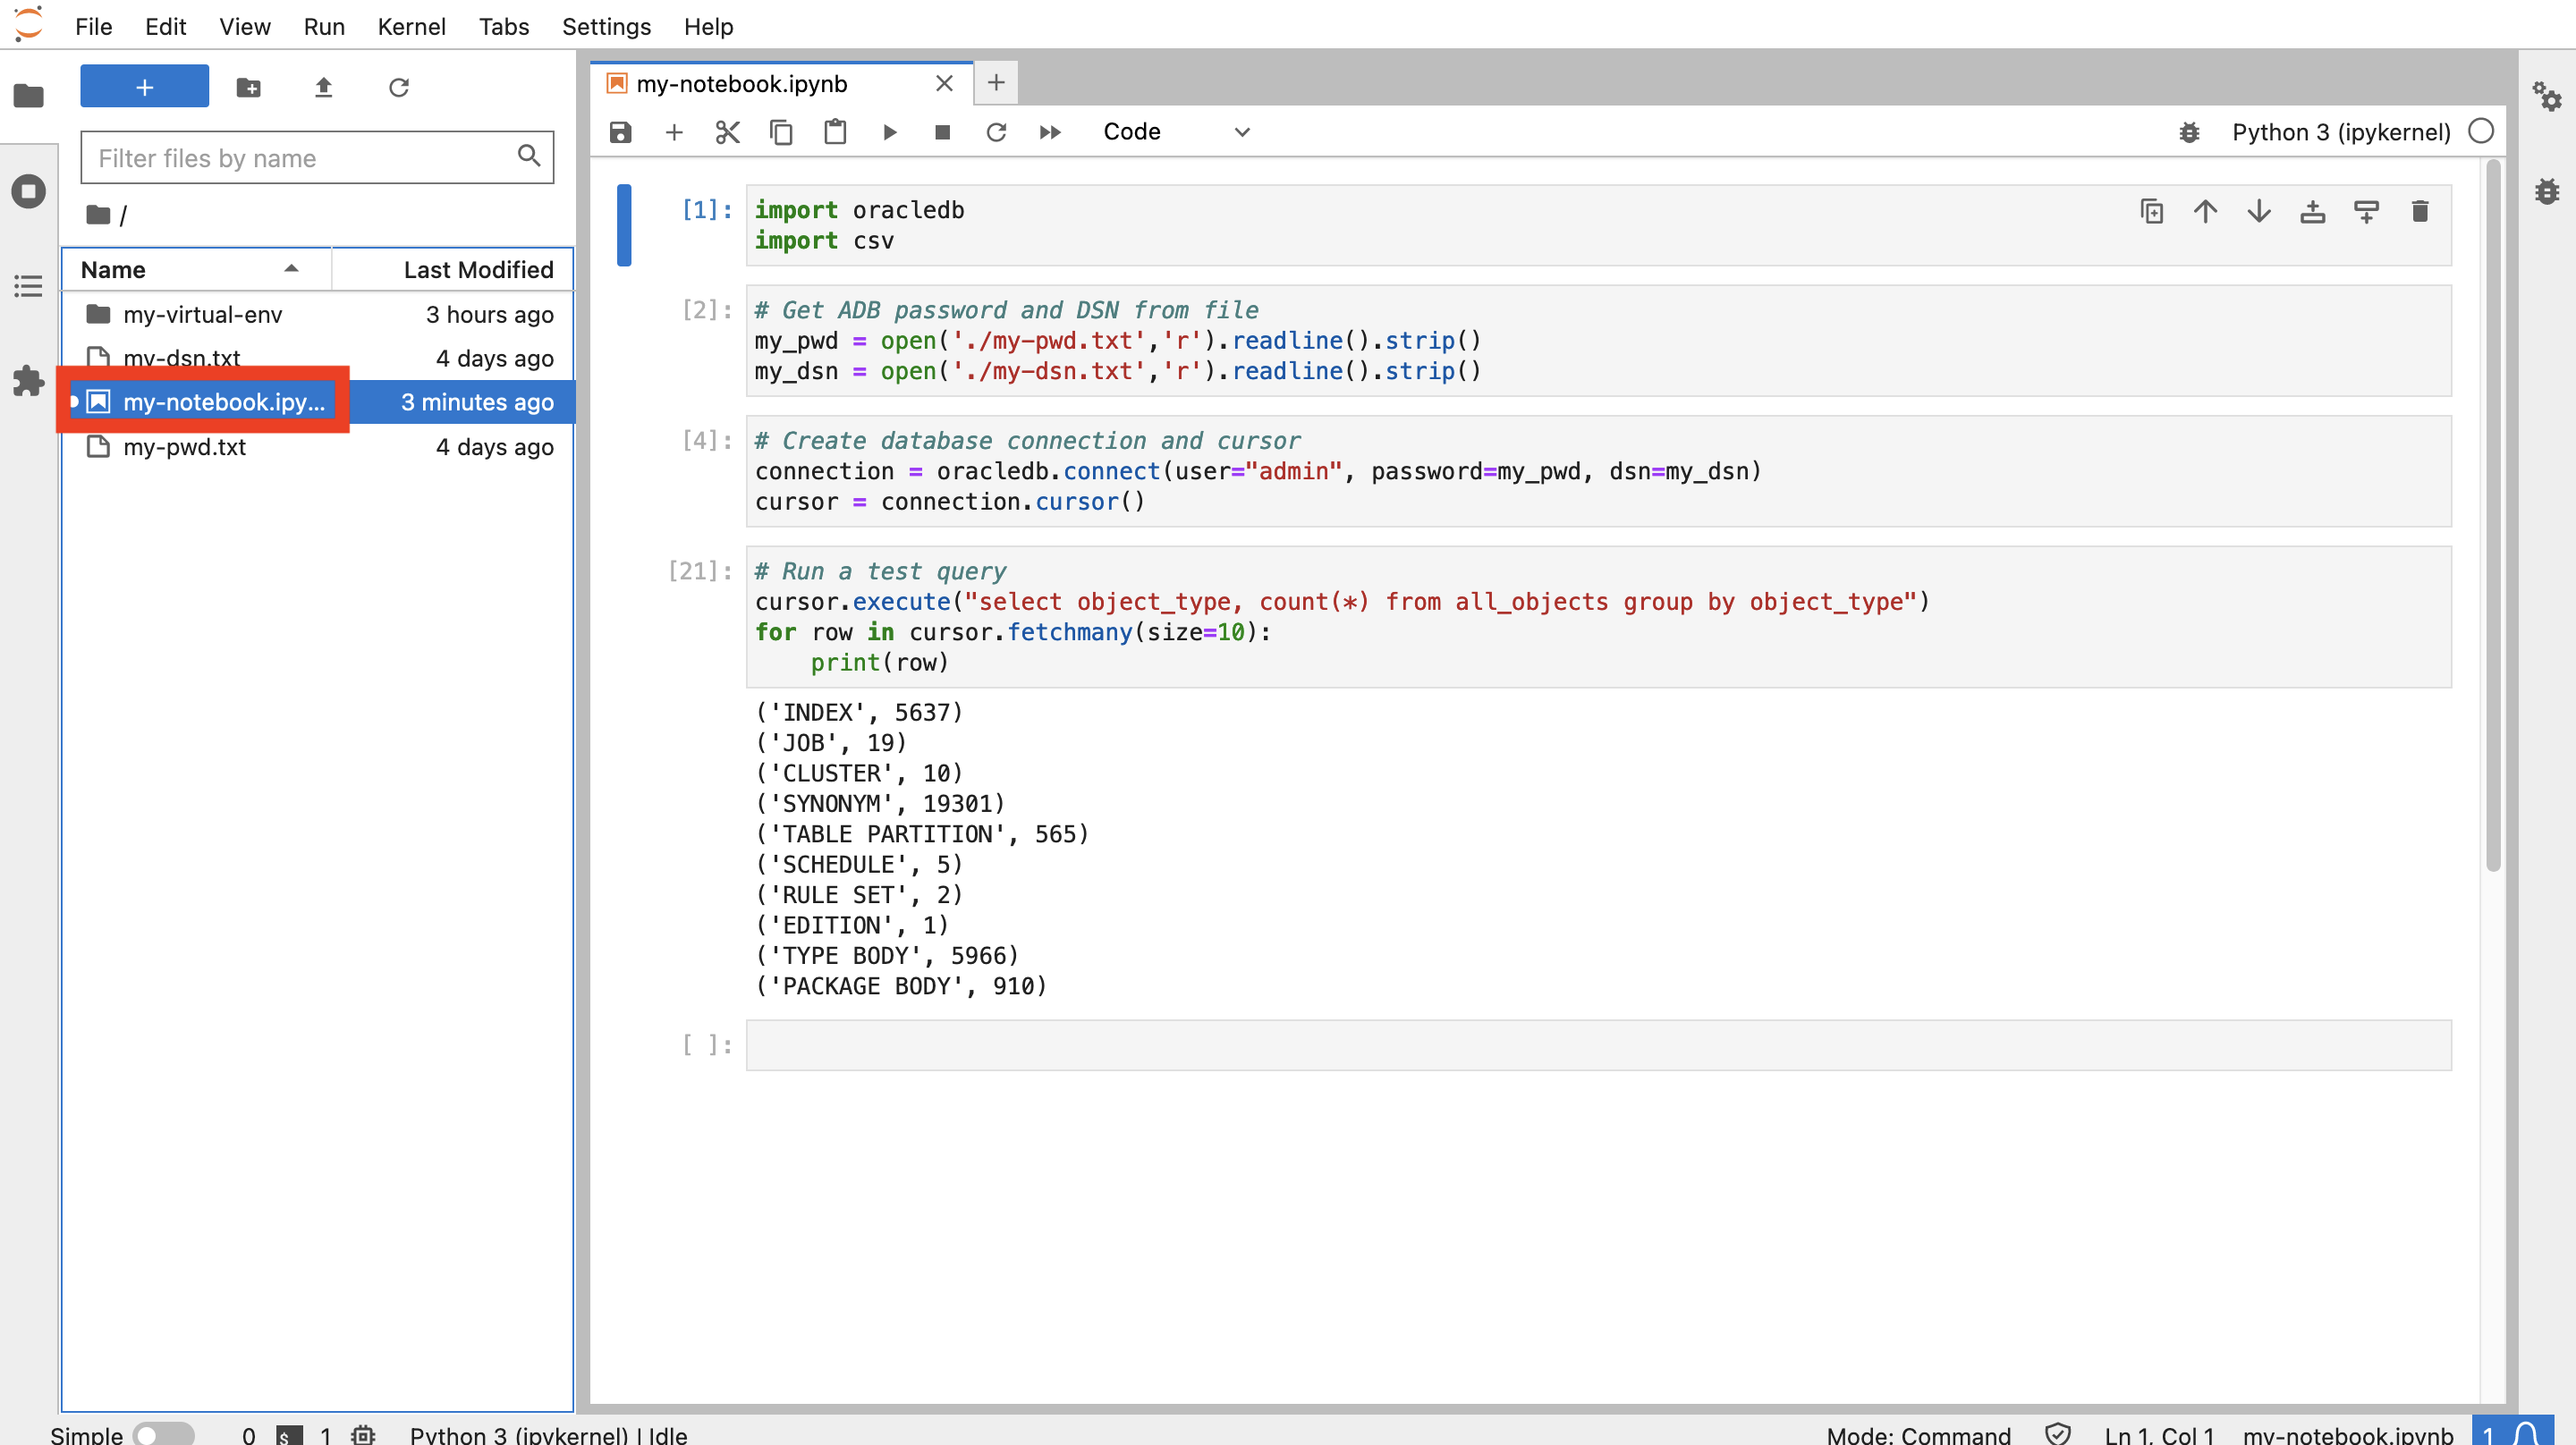 File Edit View Run Kernel Tabs Settings Help
Filter files by name
/
Name Last Modified
my-virtual-env 3 hours ago
my-dsn.txt 4 days ago
my-notebook.ipy... 3 minutes ago
my-pwd.txt 4 days ago
my-notebook.ipynb
Code
Python 3 (ipykernel)
[1]: import oracledb
import csv
[2]: # Get ADB password and DSN from file
my_pwd = open('./my-pwd.txt','r').readline().strip()
my_dsn = open('./my-dsn.txt','r').readline().strip()
[4]: # Create database connection and cursor
connection = oracledb.connect(user="admin", password=my_pwd, dsn=my_dsn)
cursor = connection.cursor()
[21]: # Run a test query
cursor.execute("select object_type, count(*) from all_objects group by object_type")
for row in cursor.fetchmany(size=10):
    print(row)
('INDEX', 5637)
('JOB', 19)
('CLUSTER', 10)
('SYNONYM', 19301)
('TABLE PARTITION', 565)
('SCHEDULE', 5)
('RULE SET', 2)
('EDITION', 1)
('TYPE BODY', 5966)
('PACKAGE BODY', 910)
[ ]:
Simple 0 $_ 1 Python 3 (ipykernel) | Idle Mode: Command Ln 1, Col 1 my-notebook.ipynb 1